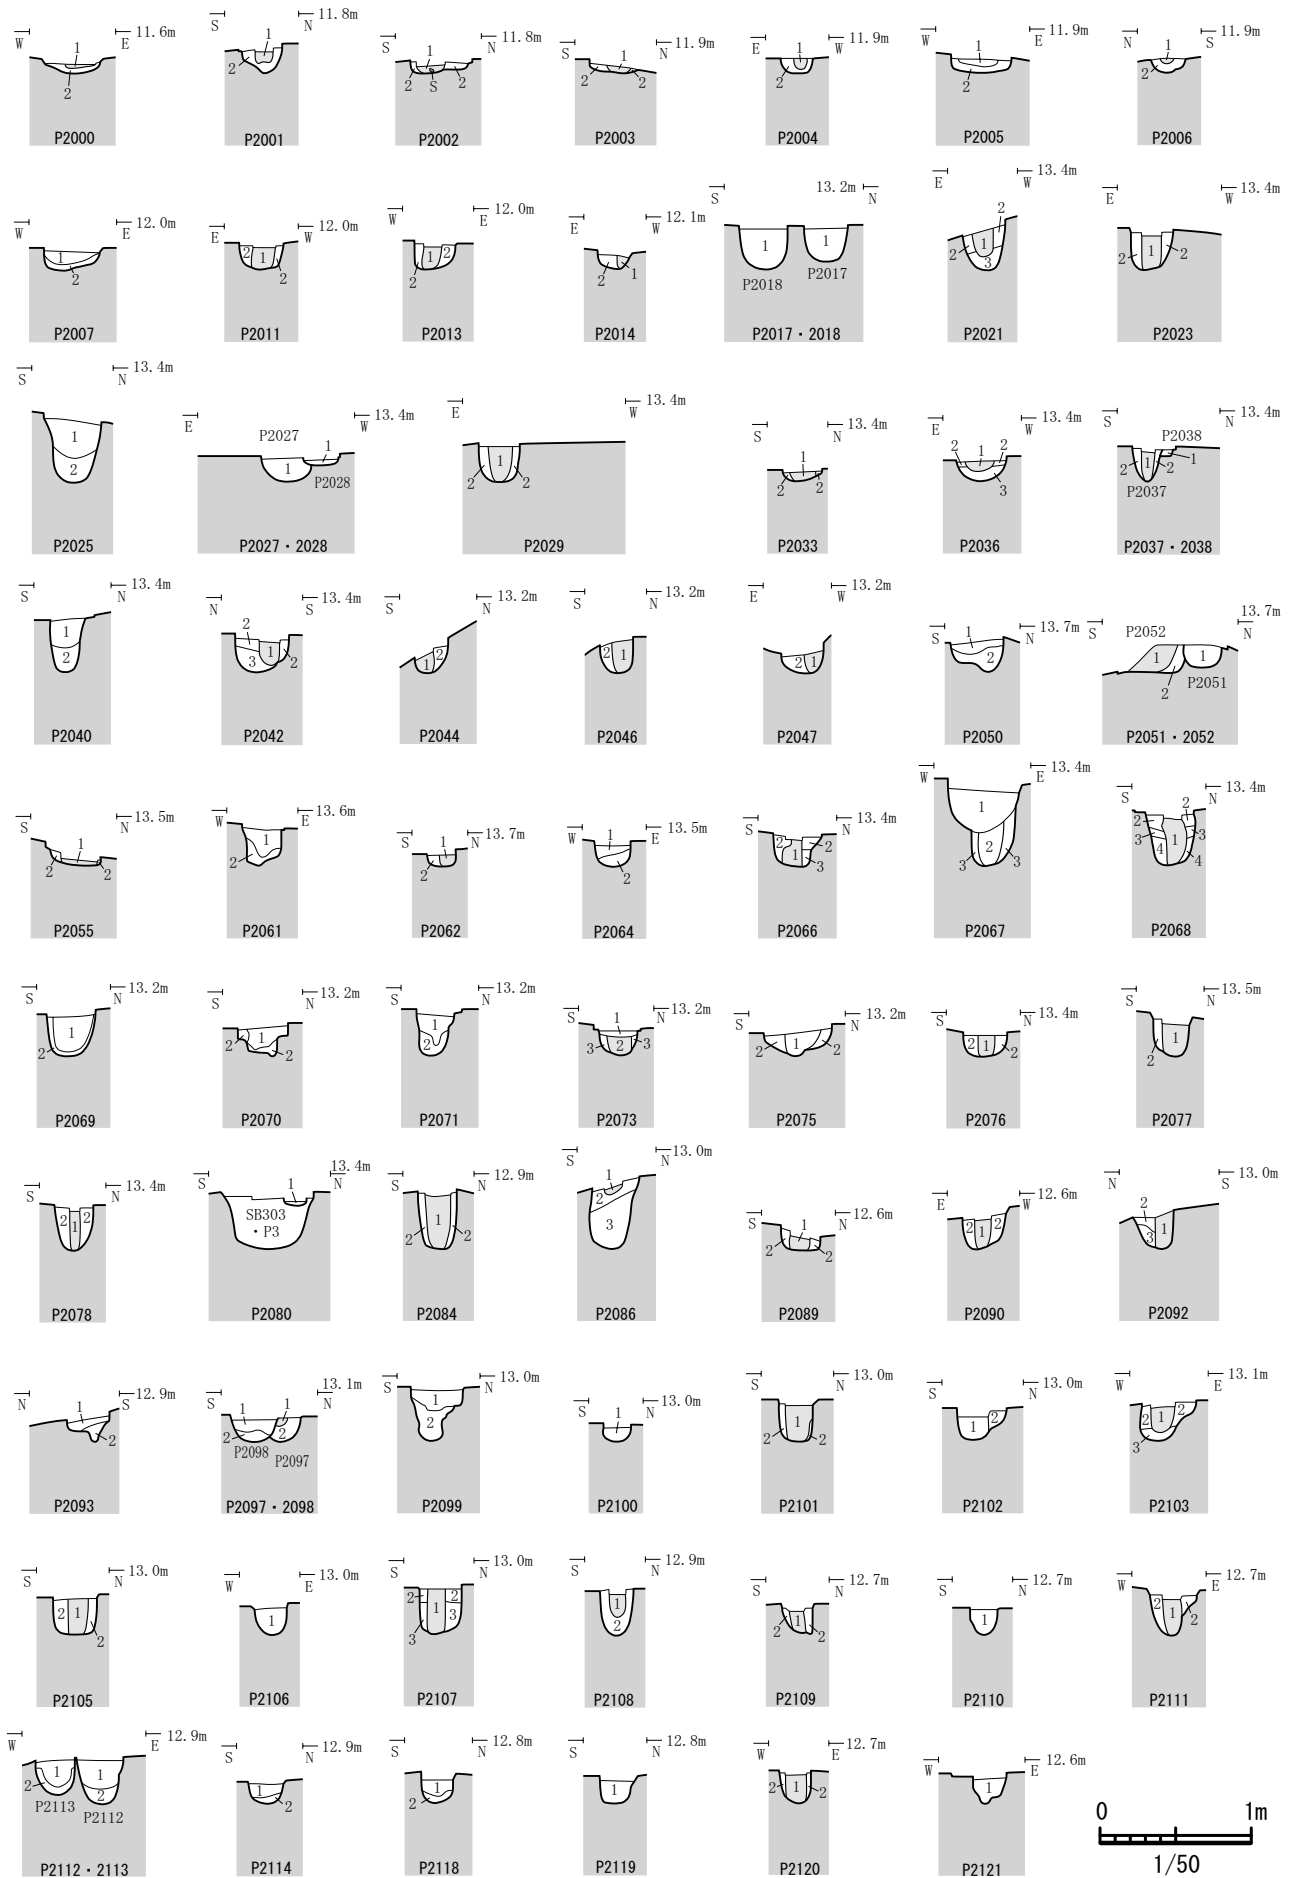 W E 11.6m 1 2 P2000
S N 11.8m 1 2 P2001
S N 11.8m 1 2 S 2 P2002
S N 11.9m 1 2 2 P2003
E W 11.9m 1 2 P2004
W E 11.9m 1 2 P2005
N S 11.9m 1 2 P2006
W E 12.0m 1 2 P2007
E W 12.0m 2 1 2 P2011
W E 12.0m 1 2 2 P2013
E W 12.1m 2 1 P2014
S 13.2m N 1 1 P2018 P2017 P2017・2018
E W 13.4m 2 1 2 3 P2021
E W 13.4m 2 1 2 P2023
S N 13.4m 1 2 P2025
E W 13.4m P2027 1 1 P2028 P2027・2028
E W 13.4m 2 1 2 P2029
S N 13.4m 1 2 2 P2033
E W 13.4m 2 1 2 3 P2036
S N 13.4m P2038 2 1 2 1 P2037 P2037・2038
S N 13.4m 1 2 P2040
N S 13.4m 2 3 1 2 P2042
S N 13.2m 1 2 P2044
S N 13.2m 2 1 P2046
E W 13.2m 2 1 P2047
S N 13.7m 1 2 P2050
S N 13.7m P2052 1 1 2 P2051 P2051・2052
S N 13.5m 1 2 2 P2055
W E 13.6m 1 2 P2061
S N 13.7m 1 2 P2062
W E 13.5m 1 2 P2064
S N 13.4m 2 1 2 3 P2066
W E 13.4m 1 3 2 3 P2067
S N 13.4m 2 2 3 1 3 4 4 P2068
S N 13.2m 1 2 P2069
S N 13.2m 1 2 2 P2070
S N 13.2m 1 2 P2071
S N 13.2m 1 3 2 3 P2073
S N 13.2m 2 1 2 P2075
S N 13.4m 2 1 2 P2076
S N 13.5m 1 2 P2077
S N 13.4m 2 1 2 P2078
S N 13.4m 1 SB303 ・P3 P2080
S N 12.9m 2 1 2 P2084
S N 13.0m 1 2 3 P2086
S N 12.6m 1 2 2 P2089
E W 12.6m 2 1 2 P2090
N S 13.0m 2 3 1 P2092
N S 12.9m 1 2 P2093
S N 13.1m 1 1 2 2 P2098 P2097 P2097・2098
S N 13.0m 1 2 P2099
N 13.0m 1 P2100
S N 13.0m 1 2 2 P2101
S N 13.0m 1 2 P2102
W E 13.1m 2 1 2 3 P2103
S N 13.0m 2 1 2 P2105
W E 13.0m 1 P2106
S N 13.0m 2 1 2 3 3 P2107
S N 12.9m 1 2 P2108
S N 12.7m 2 1 2 P2109
S N 12.7m 1 P2110
W E 12.7m 2 1 2 P2111
W E 12.9m 2 1 1 2 P2113 P2112 P2112・2113
S N 12.9m 1 2 P2114
S N 12.8m 1 2 P2118
S N 12.8m 1 P2119
W E 12.7m 2 1 2 P2120
W E 12.6m 1 P2121
0 1m
1/50